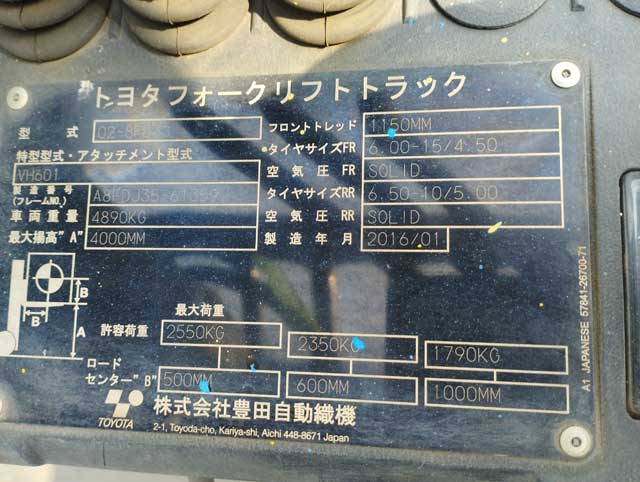 トヨタフォークリフトトラック
型 式 フロントトレッド 1150MM
タイヤサイズFR 6.00-15/4.50
特型型式・アタッチメント型式 空気圧 FR SOLID
VH601 タイヤサイズRR 6.50-10/5.00
製造番号
(フレームNO.)
車両重量 4890KG 空気圧 RR SOLID
最大揚高"A" 4000MM 製造年月 2016/01
B
B
A
最大荷重
許容荷重 2550KG 2350KG 1790KG
ロード
センター"B" 500MM 600MM 1000MM
TOYOTA 株式会社豊田自動織機
2-1, Toyoda-cho, Kariya-shi, Aichi 448-8671 Japan
A1 JAPANESE 57841-26700-71